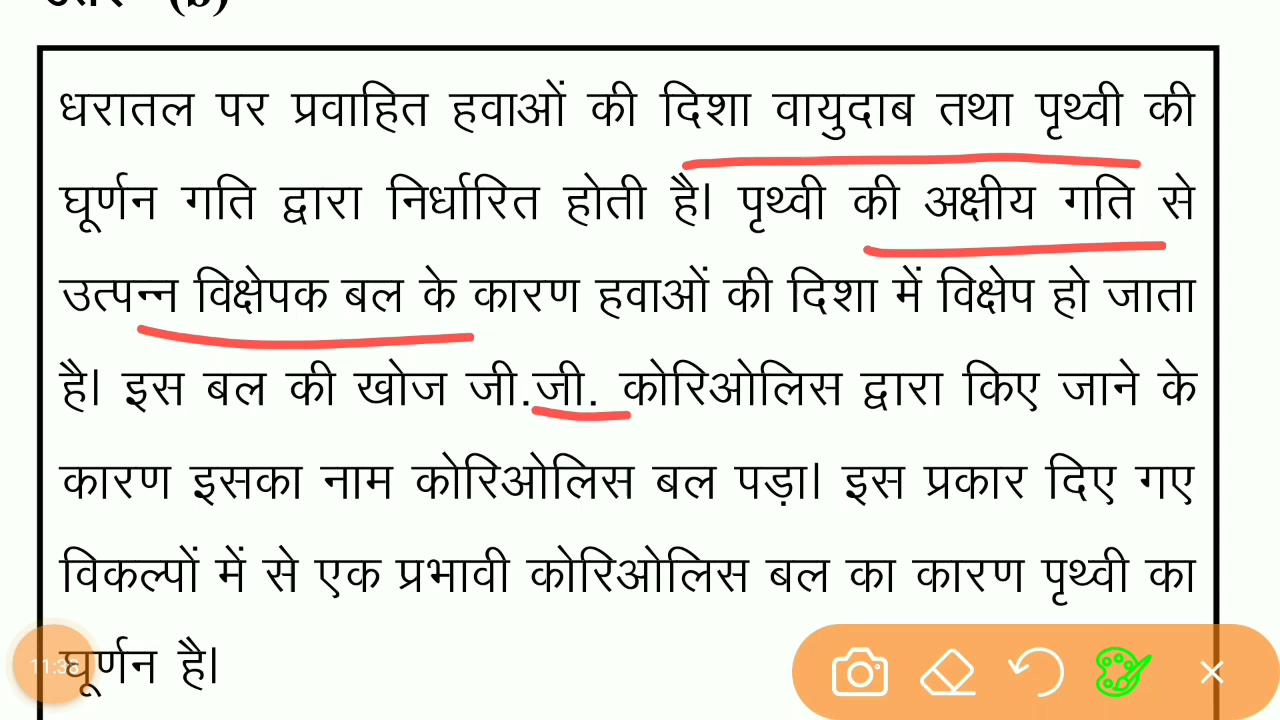 (b)
धरातल पर प्रवाहित हवाओं की दिशा वायुदाब तथा पृथ्वी की
घूर्णन गति द्वारा निर्धारित होती है। पृथ्वी की अक्षीय गति से
उत्पन्न विक्षेपक बल के कारण हवाओं की दिशा में विक्षेप हो जाता
है। इस बल की खोज जी.जी. कोरिओलिस द्वारा किए जाने के
कारण इसका नाम कोरिओलिस बल पड़ा। इस प्रकार दिए गए
विकल्पों में से एक प्रभावी कोरिओलिस बल का कारण पृथ्वी का
घूर्णन है।